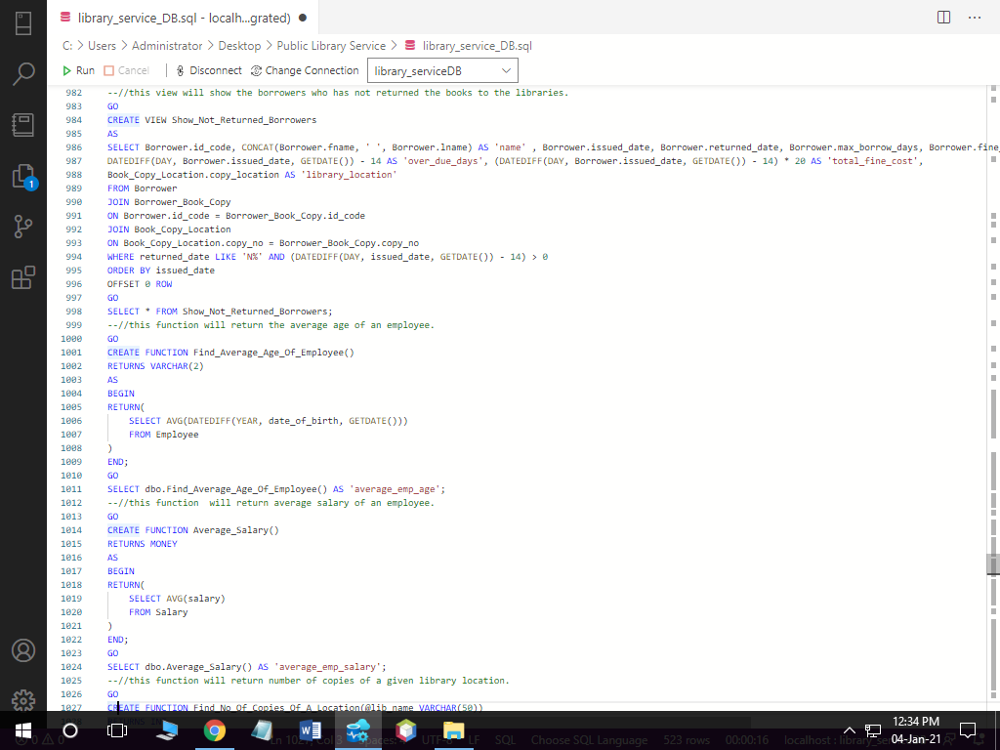 library_service_DB.sql - localh...grated) ●
C: > Users > Administrator > Desktop > Public Library Service > library_service_DB.sql
Run Cancel Disconnect Change Connection library_serviceDB
982 --//this view will show the borrowers who has not returned the books to the libraries.
983 GO
984 CREATE VIEW Show_Not_Returned_Borrowers
985 AS
986 SELECT Borrower.id_code, CONCAT(Borrower.fname, ' ', Borrower.lname) AS 'name' , Borrower.issued_date, Borrower.returned_date, Borrower.max_borrow_days, Borrower.fine_
987 DATEDIFF(DAY, Borrower.issued_date, GETDATE()) - 14 AS 'over_due_days', (DATEDIFF(DAY, Borrower.issued_date, GETDATE()) - 14) * 20 AS 'total_fine_cost',
988 Book_Copy_Location.copy_location AS 'library_location'
989 FROM Borrower
990 JOIN Borrower_Book_Copy
991 ON Borrower.id_code = Borrower_Book_Copy.id_code
992 JOIN Book_Copy_Location
993 ON Book_Copy_Location.copy_no = Borrower_Book_Copy.copy_no
994 WHERE returned_date LIKE 'N%' AND (DATEDIFF(DAY, issued_date, GETDATE()) - 14) > 0
995 ORDER BY issued_date
996 OFFSET 0 ROW
997 GO
998 SELECT * FROM Show_Not_Returned_Borrowers;
999 --//this function will return the average age of an employee.
1000 GO
1001 CREATE FUNCTION Find_Average_Age_Of_Employee()
1002 RETURNS VARCHAR(2)
1003 AS
1004 BEGIN
1005 RETURN(
1006 SELECT AVG(DATEDIFF(YEAR, date_of_birth, GETDATE()))
1007 FROM Employee
1008 )
1009 END;
1010 GO
1011 SELECT dbo.Find_Average_Age_Of_Employee() AS 'average_emp_age';
1012 --//this function  will return average salary of an employee.
1013 GO
1014 CREATE FUNCTION Average_Salary()
1015 RETURNS MONEY
1016 AS
1017 BEGIN
1018 RETURN(
1019 SELECT AVG(salary)
1020 FROM Salary
1021 )
1022 END;
1023 GO
1024 SELECT dbo.Average_Salary() AS 'average_emp_salary';
1025 --//this function will return number of copies of a given library location.
1026 GO
1027 CREATE FUNCTION Find_No_Of_Copies_Of_A_Location(@lib_name VARCHAR(50))
1
12:34 PM
04-Jan-21
UTF-8 LF SQL Choose SQL Language 523 rows 00:00:16